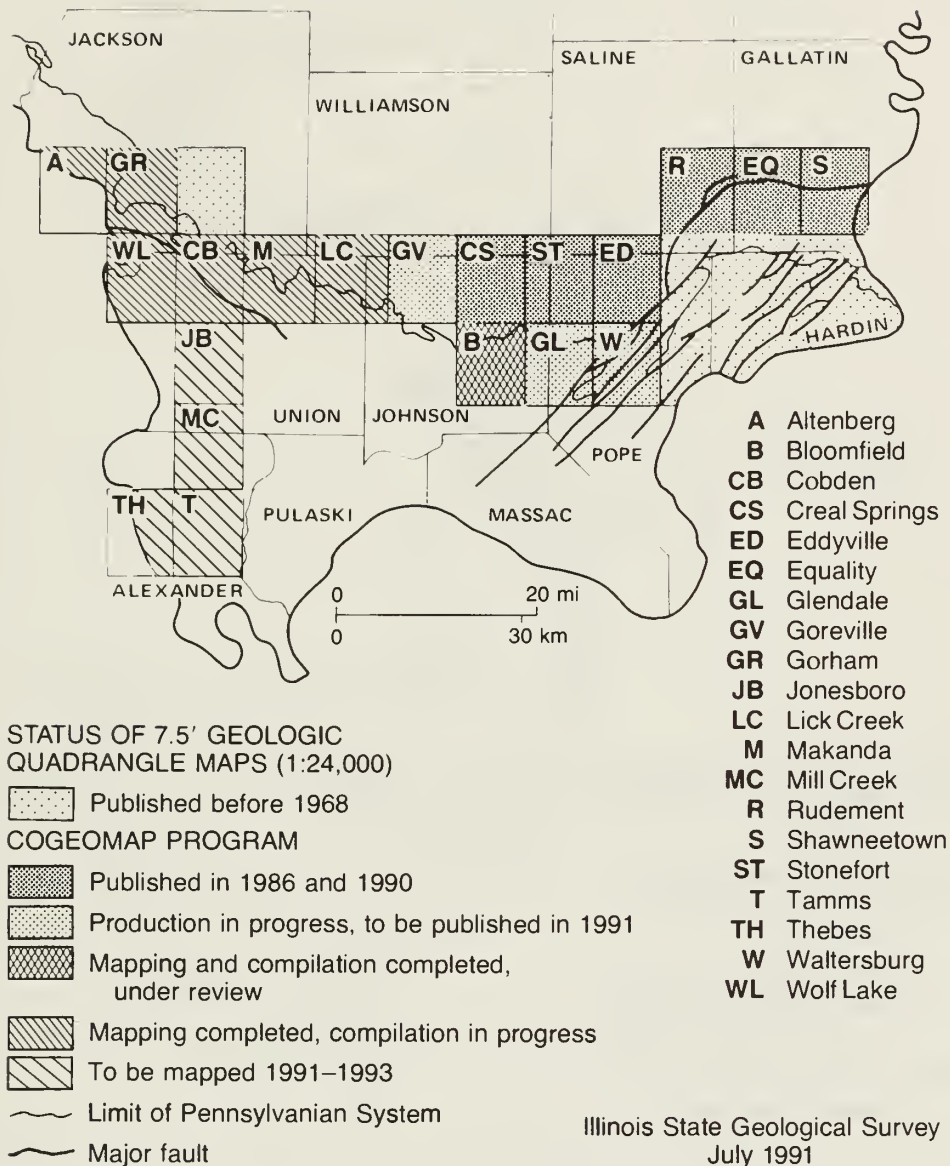 JACKSON
SALINE
GALLATIN
WILLIAMSON
A
GR
R
EQ
S
WL
CB
M
LC
GV
CS
ST
ED
HARDIN
JB
B
GL
W
MC
UNION
JOHNSON
POPE
TH
T
PULASKI
MASSAC
ALEXANDER
0 20 mi
0 30 km
A Altenberg
B Bloomfield
CB Cobden
CS Creal Springs
ED Eddyville
EQ Equality
GL Glendale
GV Goreville
GR Gorham
JB Jonesboro
LC Lick Creek
M Makanda
MC Mill Creek
R Rudement
S Shawneetown
ST Stonefort
T Tamms
TH Thebes
W Waltersburg
WL Wolf Lake
STATUS OF 7.5' GEOLOGIC
QUADRANGLE MAPS (1:24,000)
Published before 1968
COGEOMAP PROGRAM
Published in 1986 and 1990
Production in progress, to be published in 1991
Mapping and compilation completed,
under review
Mapping completed, compilation in progress
To be mapped 1991–1993
Limit of Pennsylvanian System
Major fault
Illinois State Geological Survey
July 1991